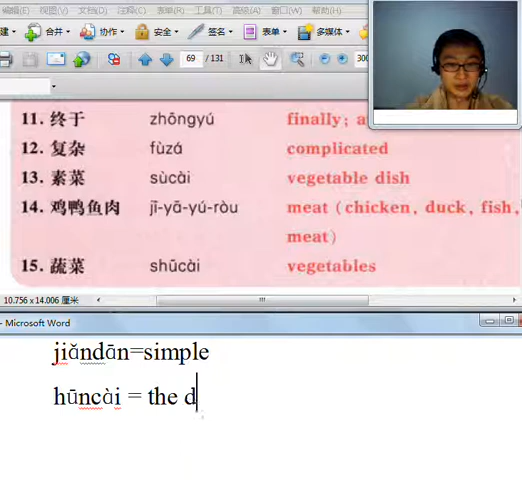 编辑(E) 视图(V) 文档(D) 注释(C) 表单(R) 工具(T) 高级(A) 窗口(W) 帮助(H)
建 合并 协作 安全 签名 表单 多媒体
69 / 131 300
11. 终于 zhōngyú finally; a
12. 复杂 fùzá complicated
13. 素菜 sùcài vegetable dish
14. 鸡鸭鱼肉 jī-yā-yú-ròu meat (chicken, duck, fish,
meat)
15. 蔬菜 shūcài vegetables
10.756 x 14.006 厘米
- Microsoft Word
jiǎndān=simple
hūncài = the d